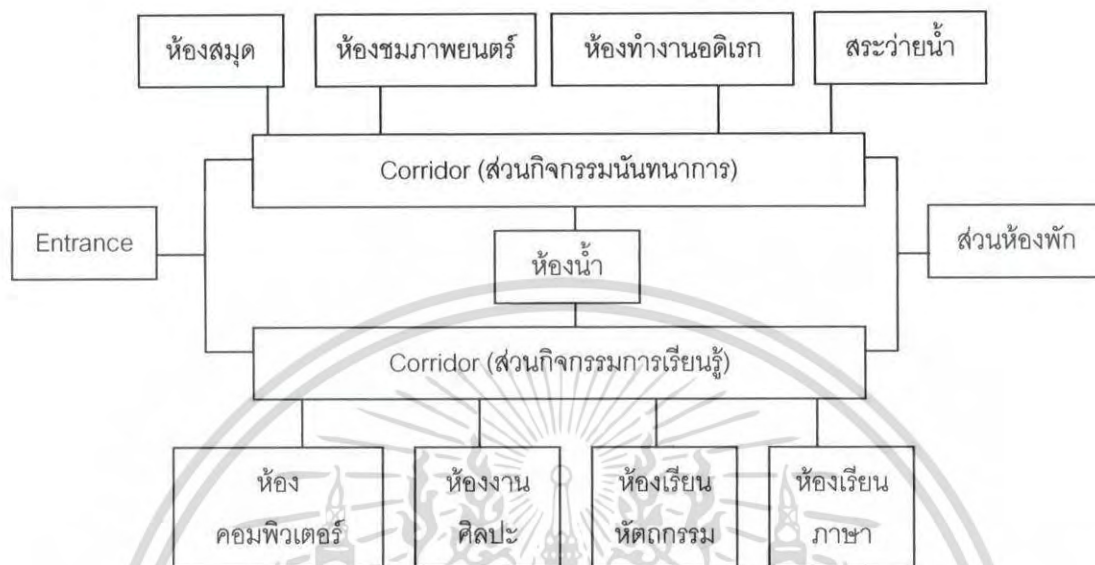 ห้องสมุด
ห้องชมภาพยนตร์
ห้องทำงานอดิเรก
สระว่ายน้ำ
Corridor (ส่วนกิจกรรมนันทนาการ)
Entrance
ห้องน้ำ
ส่วนห้องพัก
Corridor (ส่วนกิจกรรมการเรียนรู้)
ห้อง
คอมพิวเตอร์
ห้องงาน
ศิลปะ
ห้องเรียน
หัตถกรรม
ห้องเรียน
ภาษา